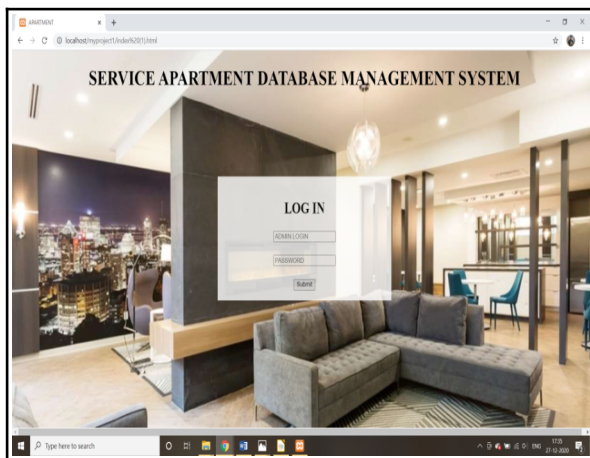 APARTMENT
localhost/myproject1/index%20(1).html
SERVICE APARTMENT DATABASE MANAGEMENT SYSTEM
LOG IN
ADMIN LOGIN
PASSWORD
Submit
Type here to search
ENG
17:35
27-12-2020